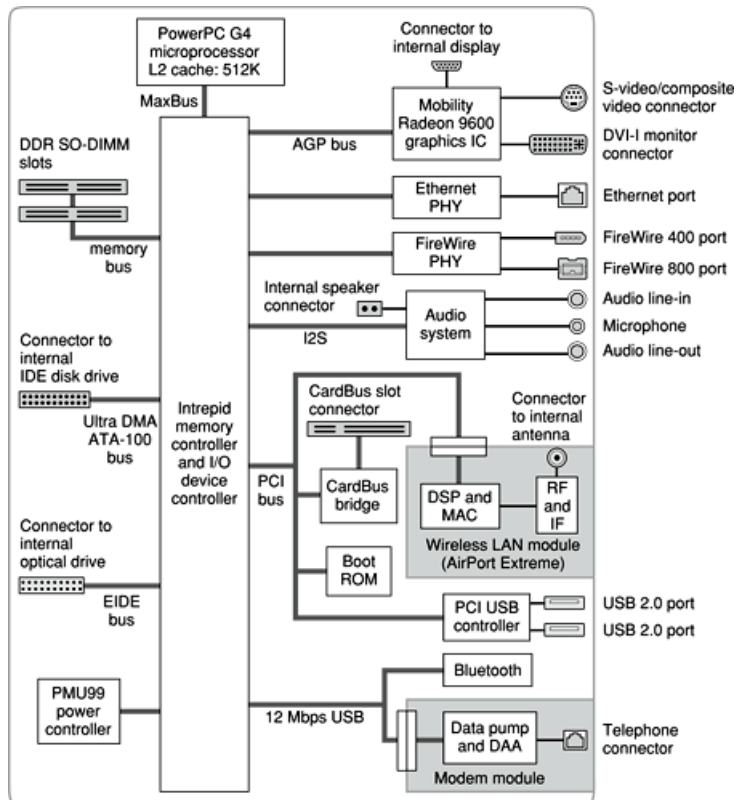 PowerPC G4
microprocessor
L2 cache: 512K
MaxBus
Connector to
internal display
Mobility
Radeon 9600
graphics IC
AGP bus
S-video/composite
video connector
DVI-I monitor
connector
DDR SO-DIMM
slots
memory
bus
Ethernet
PHY
Ethernet port
FireWire
PHY
FireWire 400 port
FireWire 800 port
Internal speaker
connector
I2S
Audio
system
Audio line-in
Microphone
Audio line-out
Connector to
internal
IDE disk drive
Ultra DMA
ATA-100
bus
Intrepid
memory
controller
and I/O
device
controller
PCI
bus
CardBus slot
connector
CardBus
bridge
Connector
to internal
antenna
DSP and
MAC
RF
and
IF
Wireless LAN module
(AirPort Extreme)
Connector to
internal
optical drive
EIDE
bus
Boot
ROM
PCI USB
controller
USB 2.0 port
USB 2.0 port
PMU99
power
controller
12 Mbps USB
Bluetooth
Data pump
and DAA
Modem module
Telephone
connector